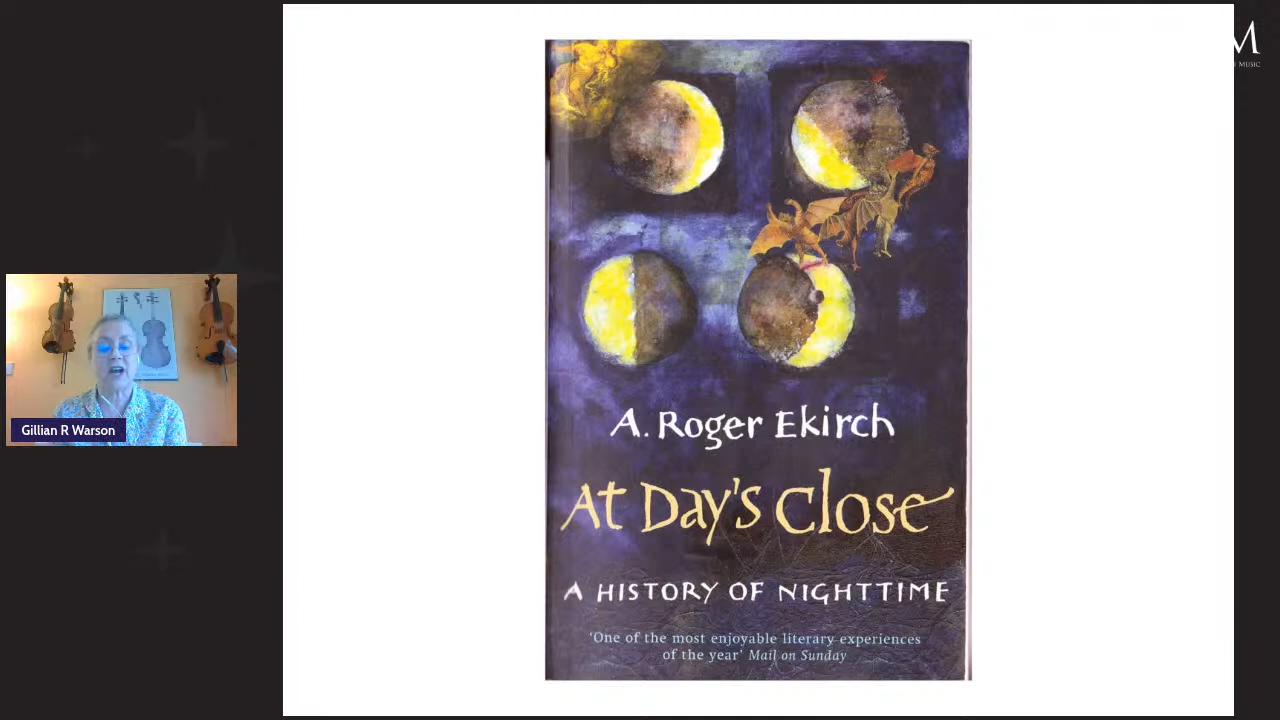 M
MUSIC
Gillian R Warson
A. Roger Ekirch
At Day's Close
A HISTORY OF NIGHTTIME
'One of the most enjoyable literary experiences
of the year' Mail on Sunday